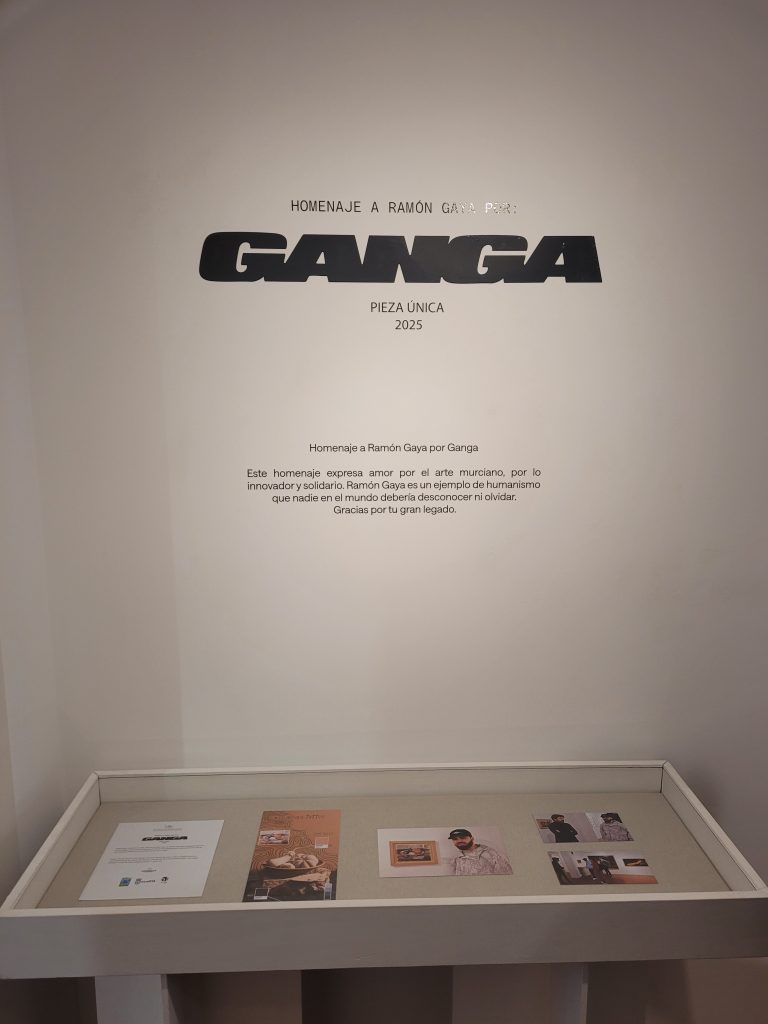 HOMENAJE A RAMÓN GAYA POR:
GANGA
PIEZA ÚNICA
2025
Homenaje a Ramón Gaya por Ganga
Este homenaje expresa amor por el arte murciano, por lo
innovador y solidario. Ramón Gaya es un ejemplo de humanismo
que nadie en el mundo debería desconocer ni olvidar.
Gracias por tu gran legado.
GANGA